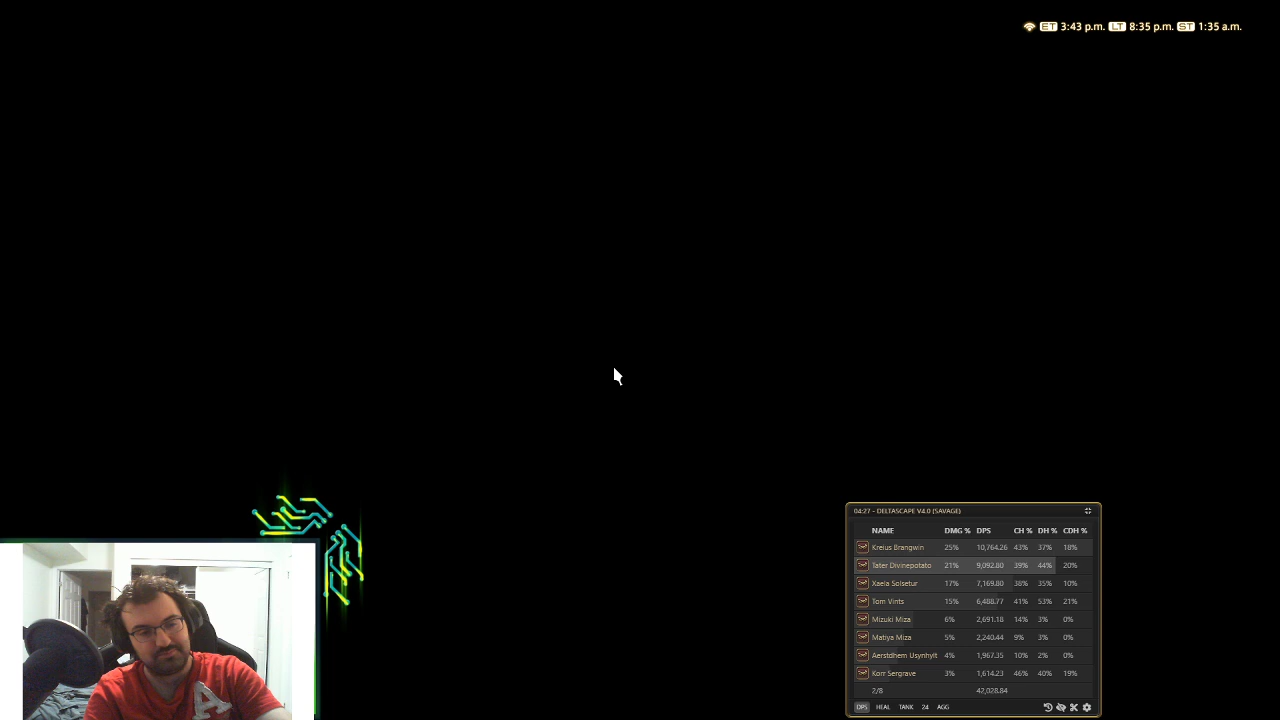 ET 3:43 p.m. LT 8:35 p.m. ST 1:35 a.m.
04:27 - DELTASCAPE V4.0 (SAVAGE)
NAME DMG % DPS CH % DH % CDH %
Kreius Brangwin 25% 10,764.26 43% 37% 18%
Tater Divinepotato 21% 9,092.80 39% 44% 20%
Xaela Solsetur 17% 7,169.80 38% 35% 10%
Tom Vints 15% 6,488.77 41% 53% 21%
Mizuki Miza 6% 2,691.18 14% 3% 0%
Matiya Miza 5% 2,240.44 9% 3% 0%
Aerstdhem Usynhylt 4% 1,967.35 10% 2% 0%
Korr Sergrave 3% 1,614.23 46% 40% 19%
2/8 42,028.84
DPS HEAL TANK 24 AGG
A